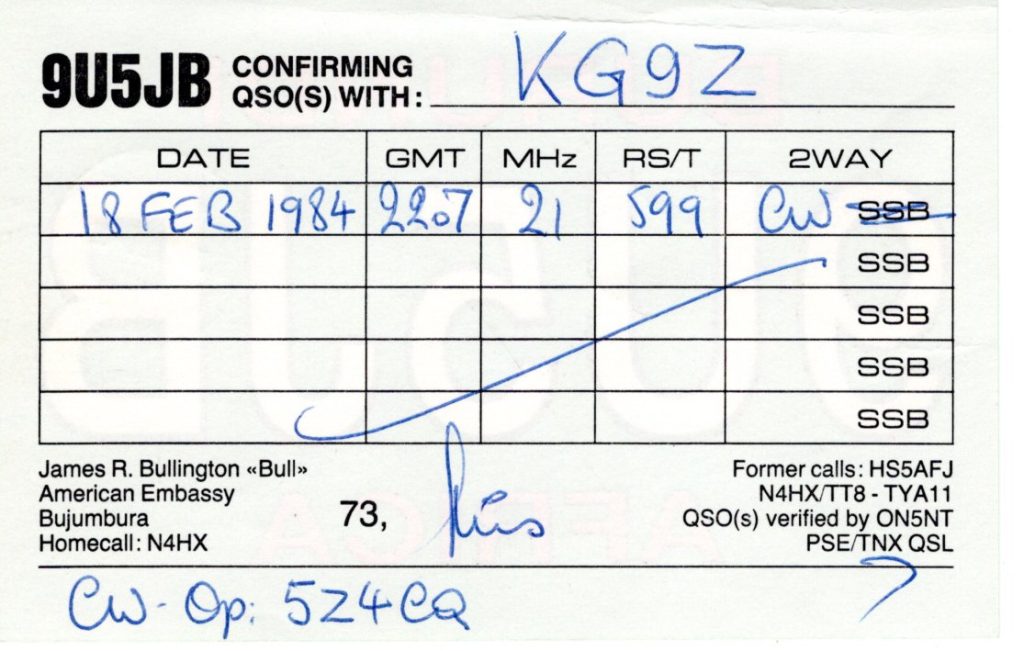 9U5JB CONFIRMING QSO(S) WITH: KG9Z
DATE GMT MHz RS/T 2WAY
18 FEB 1984 2207 21 599 CW SSB
SSB
SSB
SSB
SSB
James R. Bullington «Bull» Former calls: HS5AFJ
American Embassy N4HX/TT8 - TYA11
Bujumbura 73, QSO(s) verified by ON5NT
Homecall: N4HX PSE/TNX QSL
CW-Op: 5Z4CQ